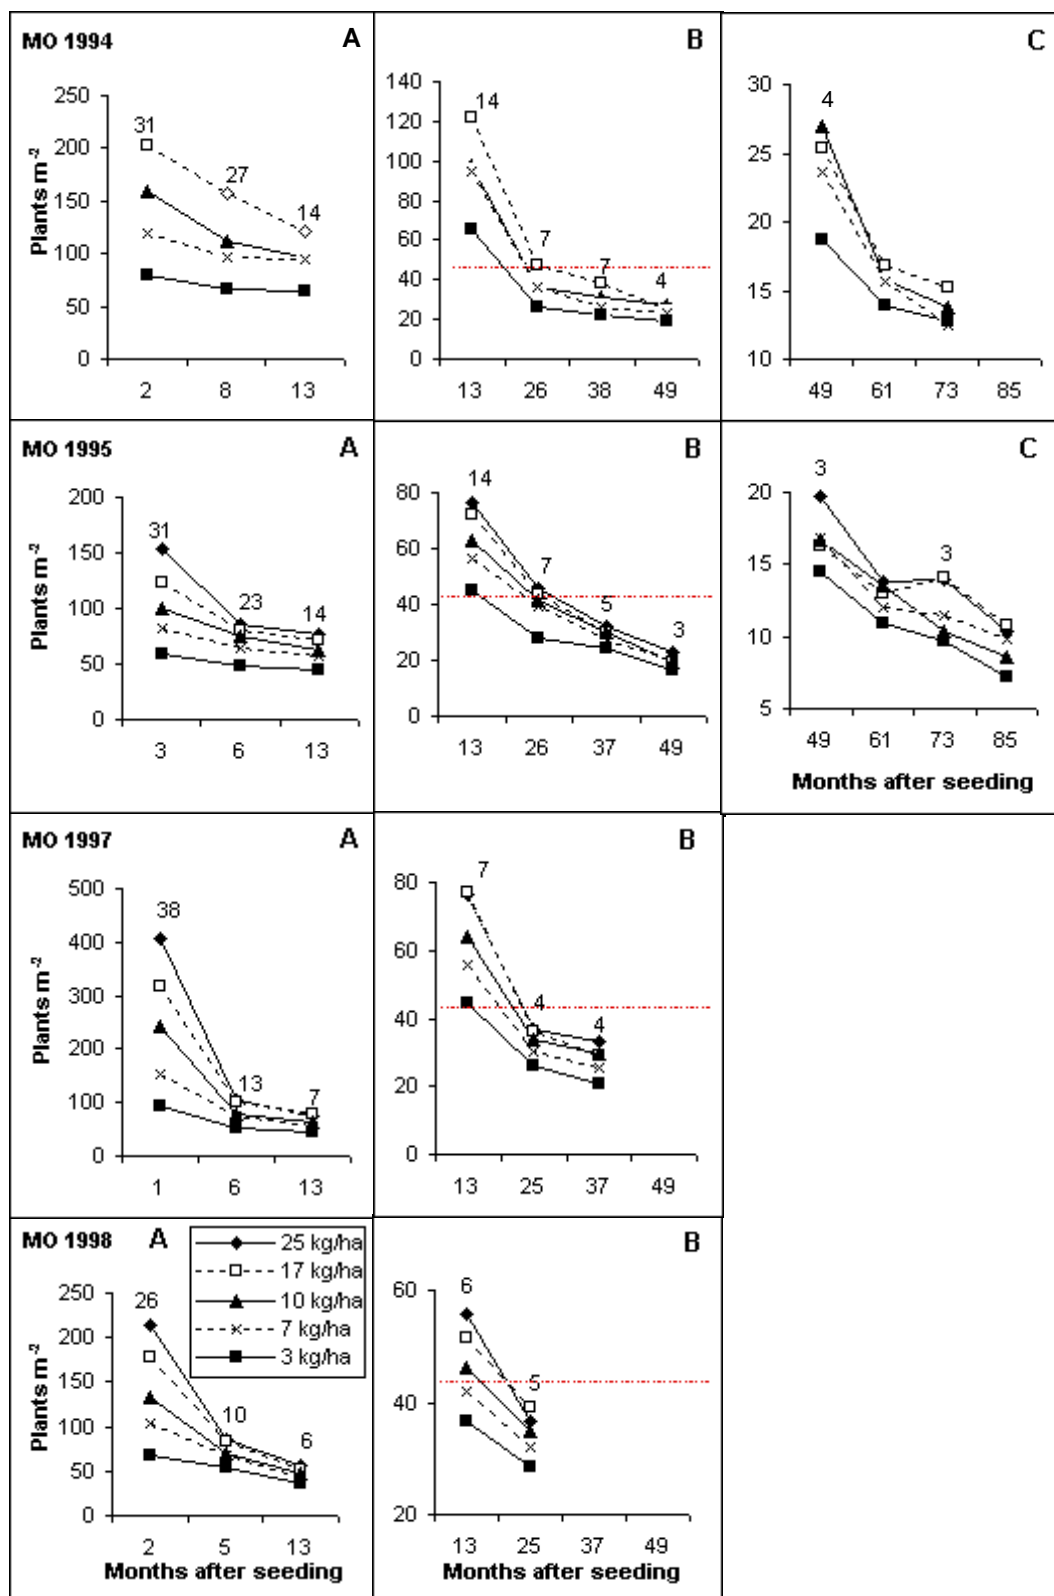 MO 1994 A
Plants m⁻²
250
200
150
100
50
0
31
27
14
2 8 13
B
140
120
100
80
60
40
20
0
14
7
7
4
13 26 38 49
C
30
25
20
15
10
4
49 61 73 85
MO 1995 A
Plants m⁻²
200
150
100
50
0
31
23
14
3 6 13
B
80
60
40
20
0
14
7
5
3
13 26 37 49
C
20
15
10
5
3
3
49 61 73 85
Months after seeding
MO 1997 A
Plants m⁻²
500
400
300
200
100
0
38
13
7
1 6 13
B
80
60
40
20
0
7
4
4
13 25 37 49
MO 1998 A
25 kg/ha
17 kg/ha
10 kg/ha
7 kg/ha
3 kg/ha
Plants m⁻²
250
200
150
100
50
0
26
10
6
2 5 13
Months after seeding
B
60
40
20
6
5
13 25 37 49
Months after seeding